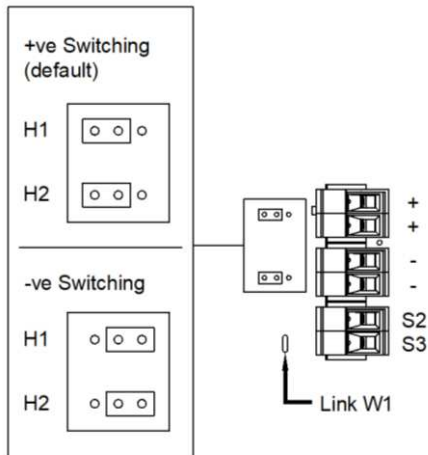 +ve Switching
(default)
H1
H2
-ve Switching
H1
H2
+
+
-
-
S2
S3
Link W1